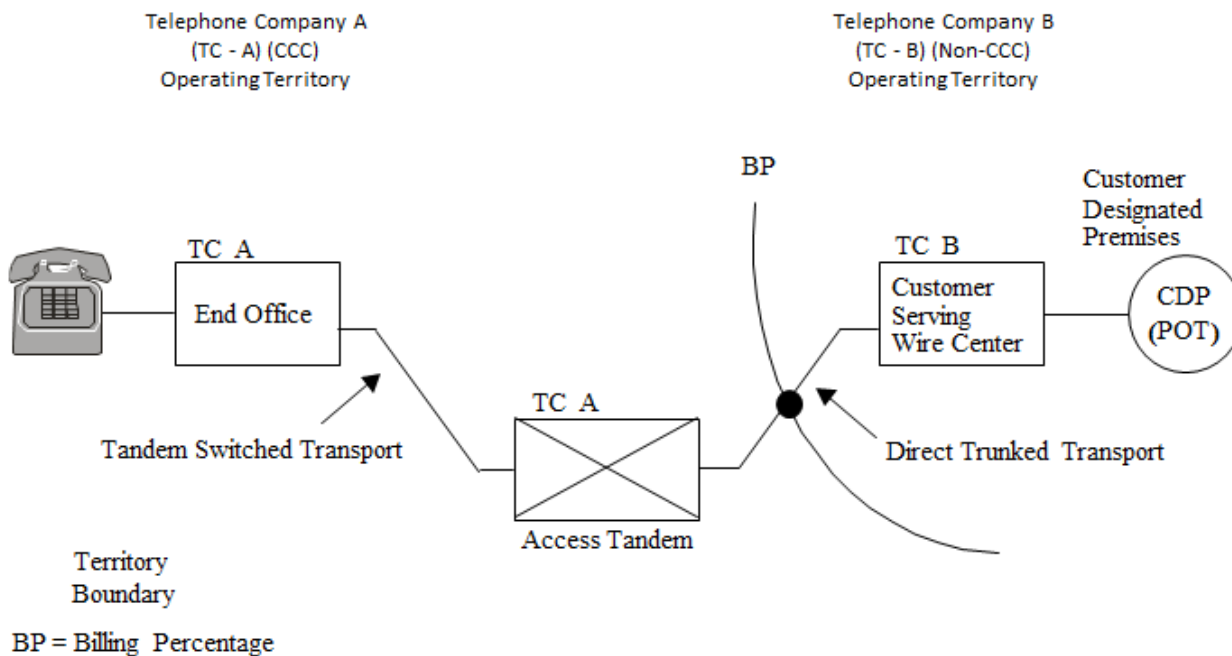 Telephone Company A
(TC - A) (CCC)
Operating Territory
Telephone Company B
(TC - B) (Non-CCC)
Operating Territory
BP
Customer
Designated
Premises
TC A
End Office
TC B
Customer
Serving
Wire Center
CDP
(POT)
TC A
Tandem Switched Transport
Direct Trunked Transport
Access Tandem
Territory
Boundary
BP = Billing Percentage